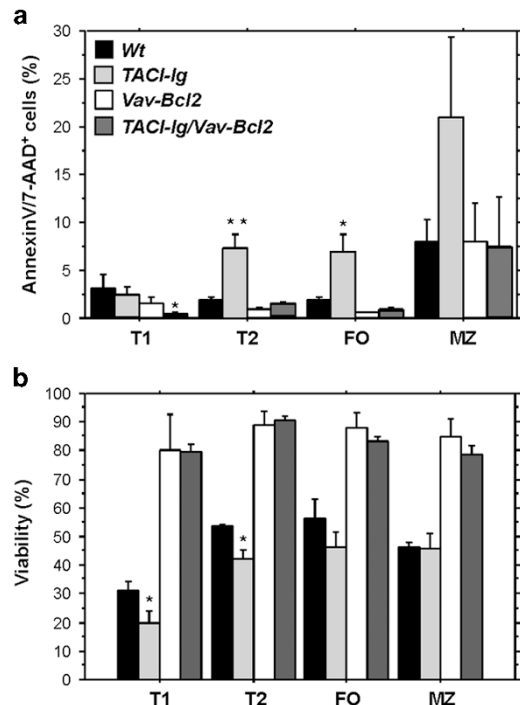 a
AnnexinV/7-AAD⁺ cells (%)
30
25
20
15
10
5
0
Wt
TACI-Ig
Vav-Bcl2
TACI-Ig/Vav-Bcl2
*
* *
*
T1 T2 FO MZ
b
Viability (%)
100
90
80
70
60
50
40
30
20
10
0
*
*
T1 T2 FO MZ